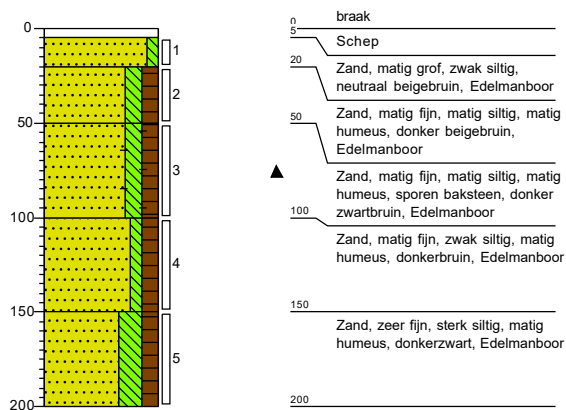 0
50
100
150
200
1
2
3
4
5
0
braak
5
Schep
20
Zand, matig grof, zwak siltig,
neutraal beigebruin, Edelmanboor
Zand, matig fijn, matig siltig, matig
humeus, donker beigebruin,
Edelmanboor
50
Zand, matig fijn, matig siltig, matig
humeus, sporen baksteen, donker
zwartbruin, Edelmanboor
100
Zand, matig fijn, zwak siltig, matig
humeus, donkerbruin, Edelmanboor
150
Zand, zeer fijn, sterk siltig, matig
humeus, donkerzwart, Edelmanboor
200